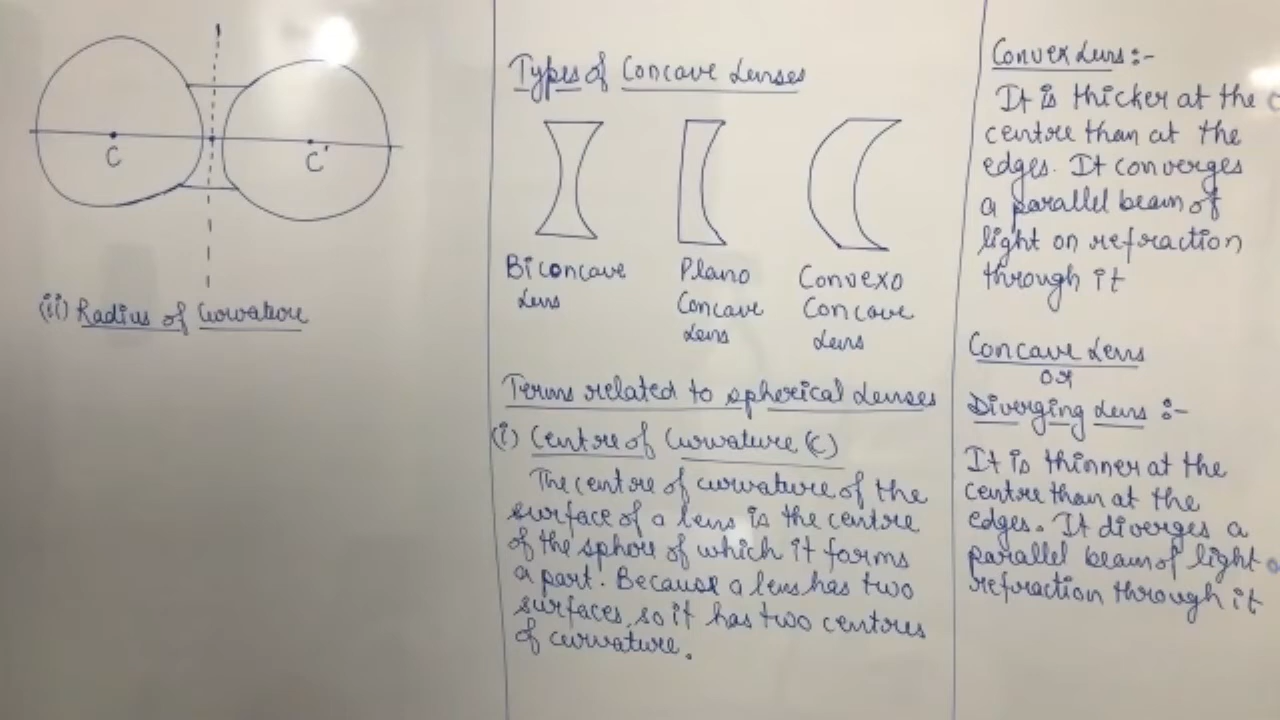 C
C'
(ii) Radius of Curvature
Types of Concave Lenses
Biconcave
Lens
Plano
Concave
Lens
Convexo
Concave
Lens
Terms related to spherical Lenses
(i) Centre of Curvature (C)
The centre of curvature of the
surface of a lens is the centre
of the sphere of which it forms
a part. Because a lens has two
surfaces, so it has two centres
of curvature.
Convex Lens :-
It is thicker at the
centre than at the
edges. It converges
a parallel beam of
light on refraction
through it
Concave Lens
or
Diverging Lens :-
It is thinner at the
centre than at the
edges. It diverges a
parallel beam of light
refraction through it